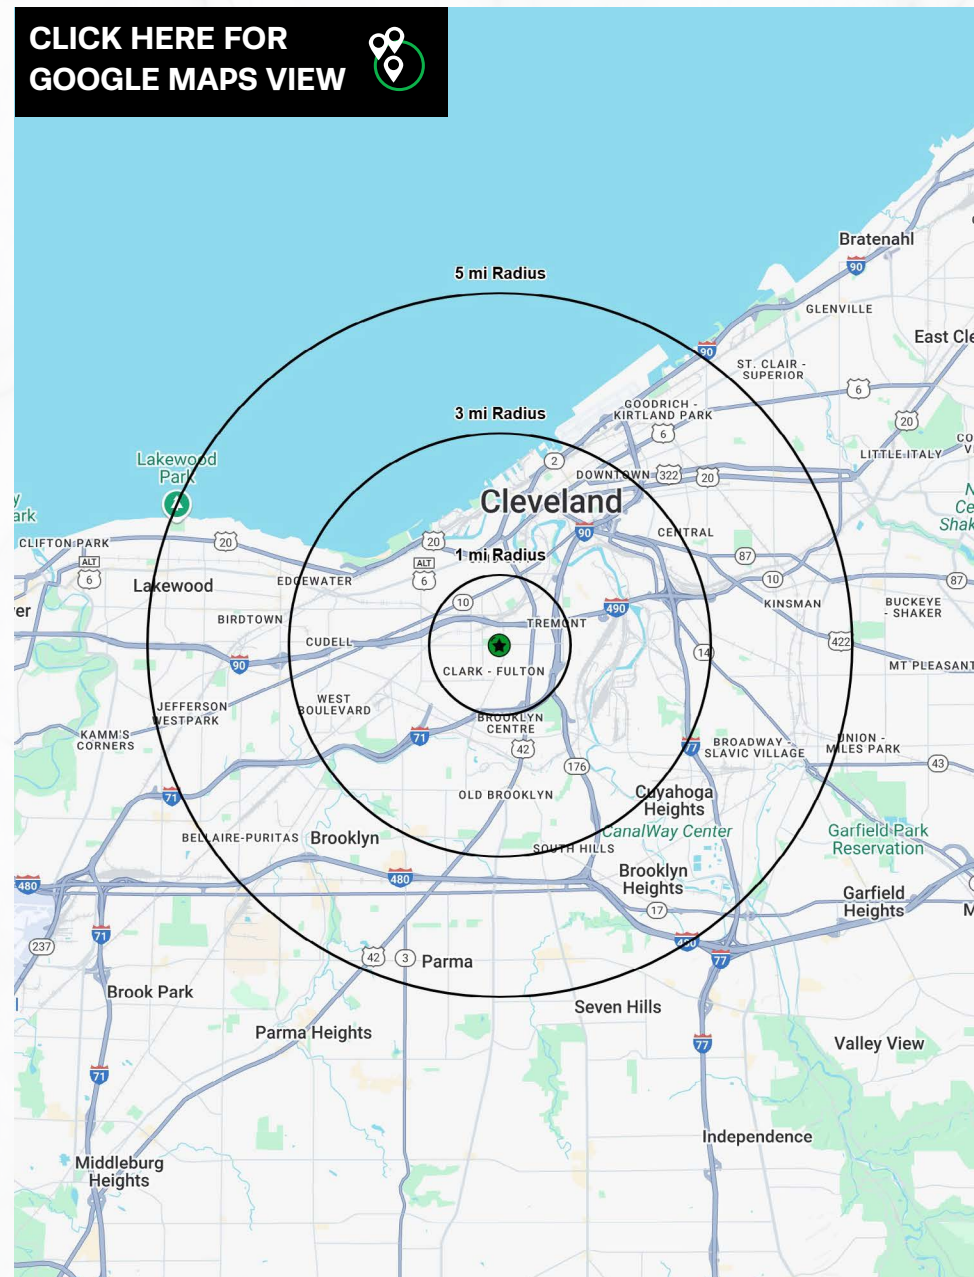 CLICK HERE FOR
GOOGLE MAPS VIEW
Bratenahl
90
5 mi Radius
GLENVILLE
East Cle
90
ST. CLAIR -
SUPERIOR
6
3 mi Radius
GOODRICH -
KIRTLAND PARK
6
20
LITTLE ITALY
CO
V
Lakewood
Park
2
DOWNTOWN
322
20
y
ark
Cleveland
N
Ce
Shak
CLIFTON PARK
20
20
90
CENTRAL
1 mi Radius
87
ALT
6
Lakewood
EDGEWATER
ALT
6
10
87
er
10
KINSMAN
BUCKEYE
- SHAKER
BIRDTOWN
490
TREMONT
CUDELL
422
14
90
CLARK - FULTON
MT PLEASANT
JEFFERSON
WESTPARK
WEST
BOULEVARD
BROOKLYN
CENTRE
KAMM'S
CORNERS
71
42
77
BROADWAY -
SLAVIC VILLAGE
UNION -
MILES PARK
176
43
71
OLD BROOKLYN
Cuyahoga
Heights
BELLAIRE-PURITAS
Brooklyn
CanalWay Center
Garfield Park
Reservation
SOUTH HILLS
480
480
Brooklyn
Heights
Garfield
Heights
17
M
71
237
480
77
42
3
Parma
Brook Park
Seven Hills
l
Parma Heights
77
Valley View
71
Independence
Middleburg
Heights